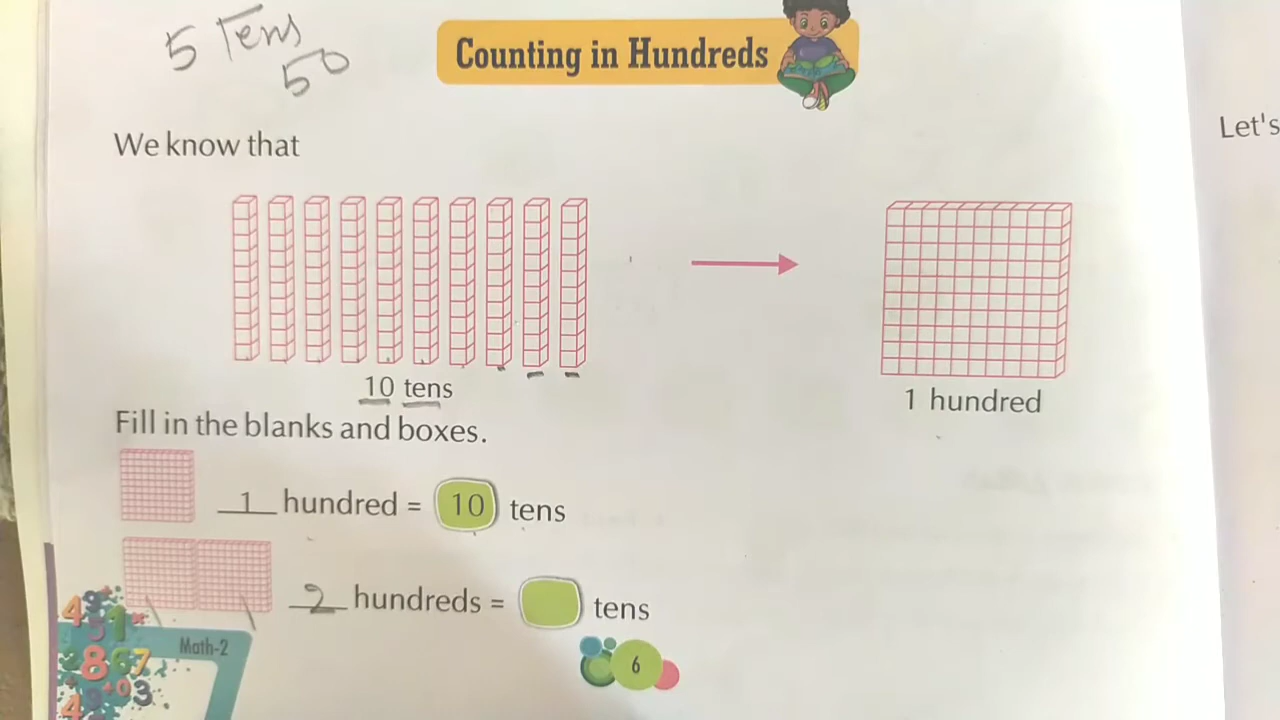 5 Tens
50
Counting in Hundreds
We know that
Let's
10 tens
1 hundred
Fill in the blanks and boxes.
1 hundred = 10 tens
2 hundreds = tens
Math-2
6